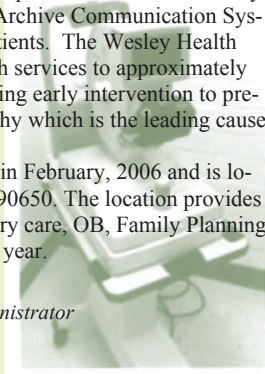 Archive Communication Sys-
tients. The Wesley Health
h services to approximately
ing early intervention to pre-
hy which is the leading cause
in February, 2006 and is lo-
90650. The location provides
ry care, OB, Family Planning
year.
nistrator